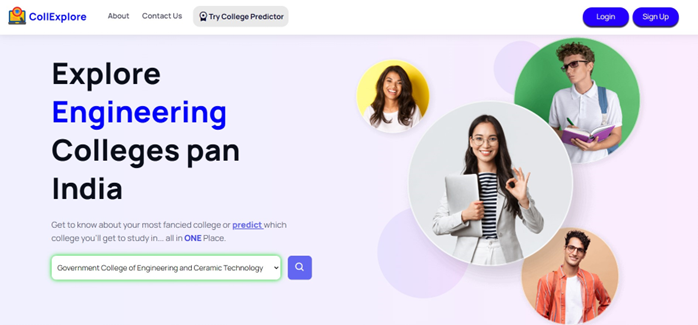 CollExplore
About
Contact Us
Try College Predictor
Login
Sign Up
Explore
Engineering
Colleges pan
India
Get to know about your most fancied college or predict which
college you'll get to study in... all in ONE Place.
Government College of Engineering and Ceramic Technology